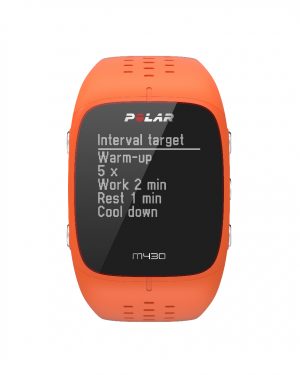 POLAR
Interval target
Warm-up
5 x
Work 2 min
Rest 1 min
Cool down
M430